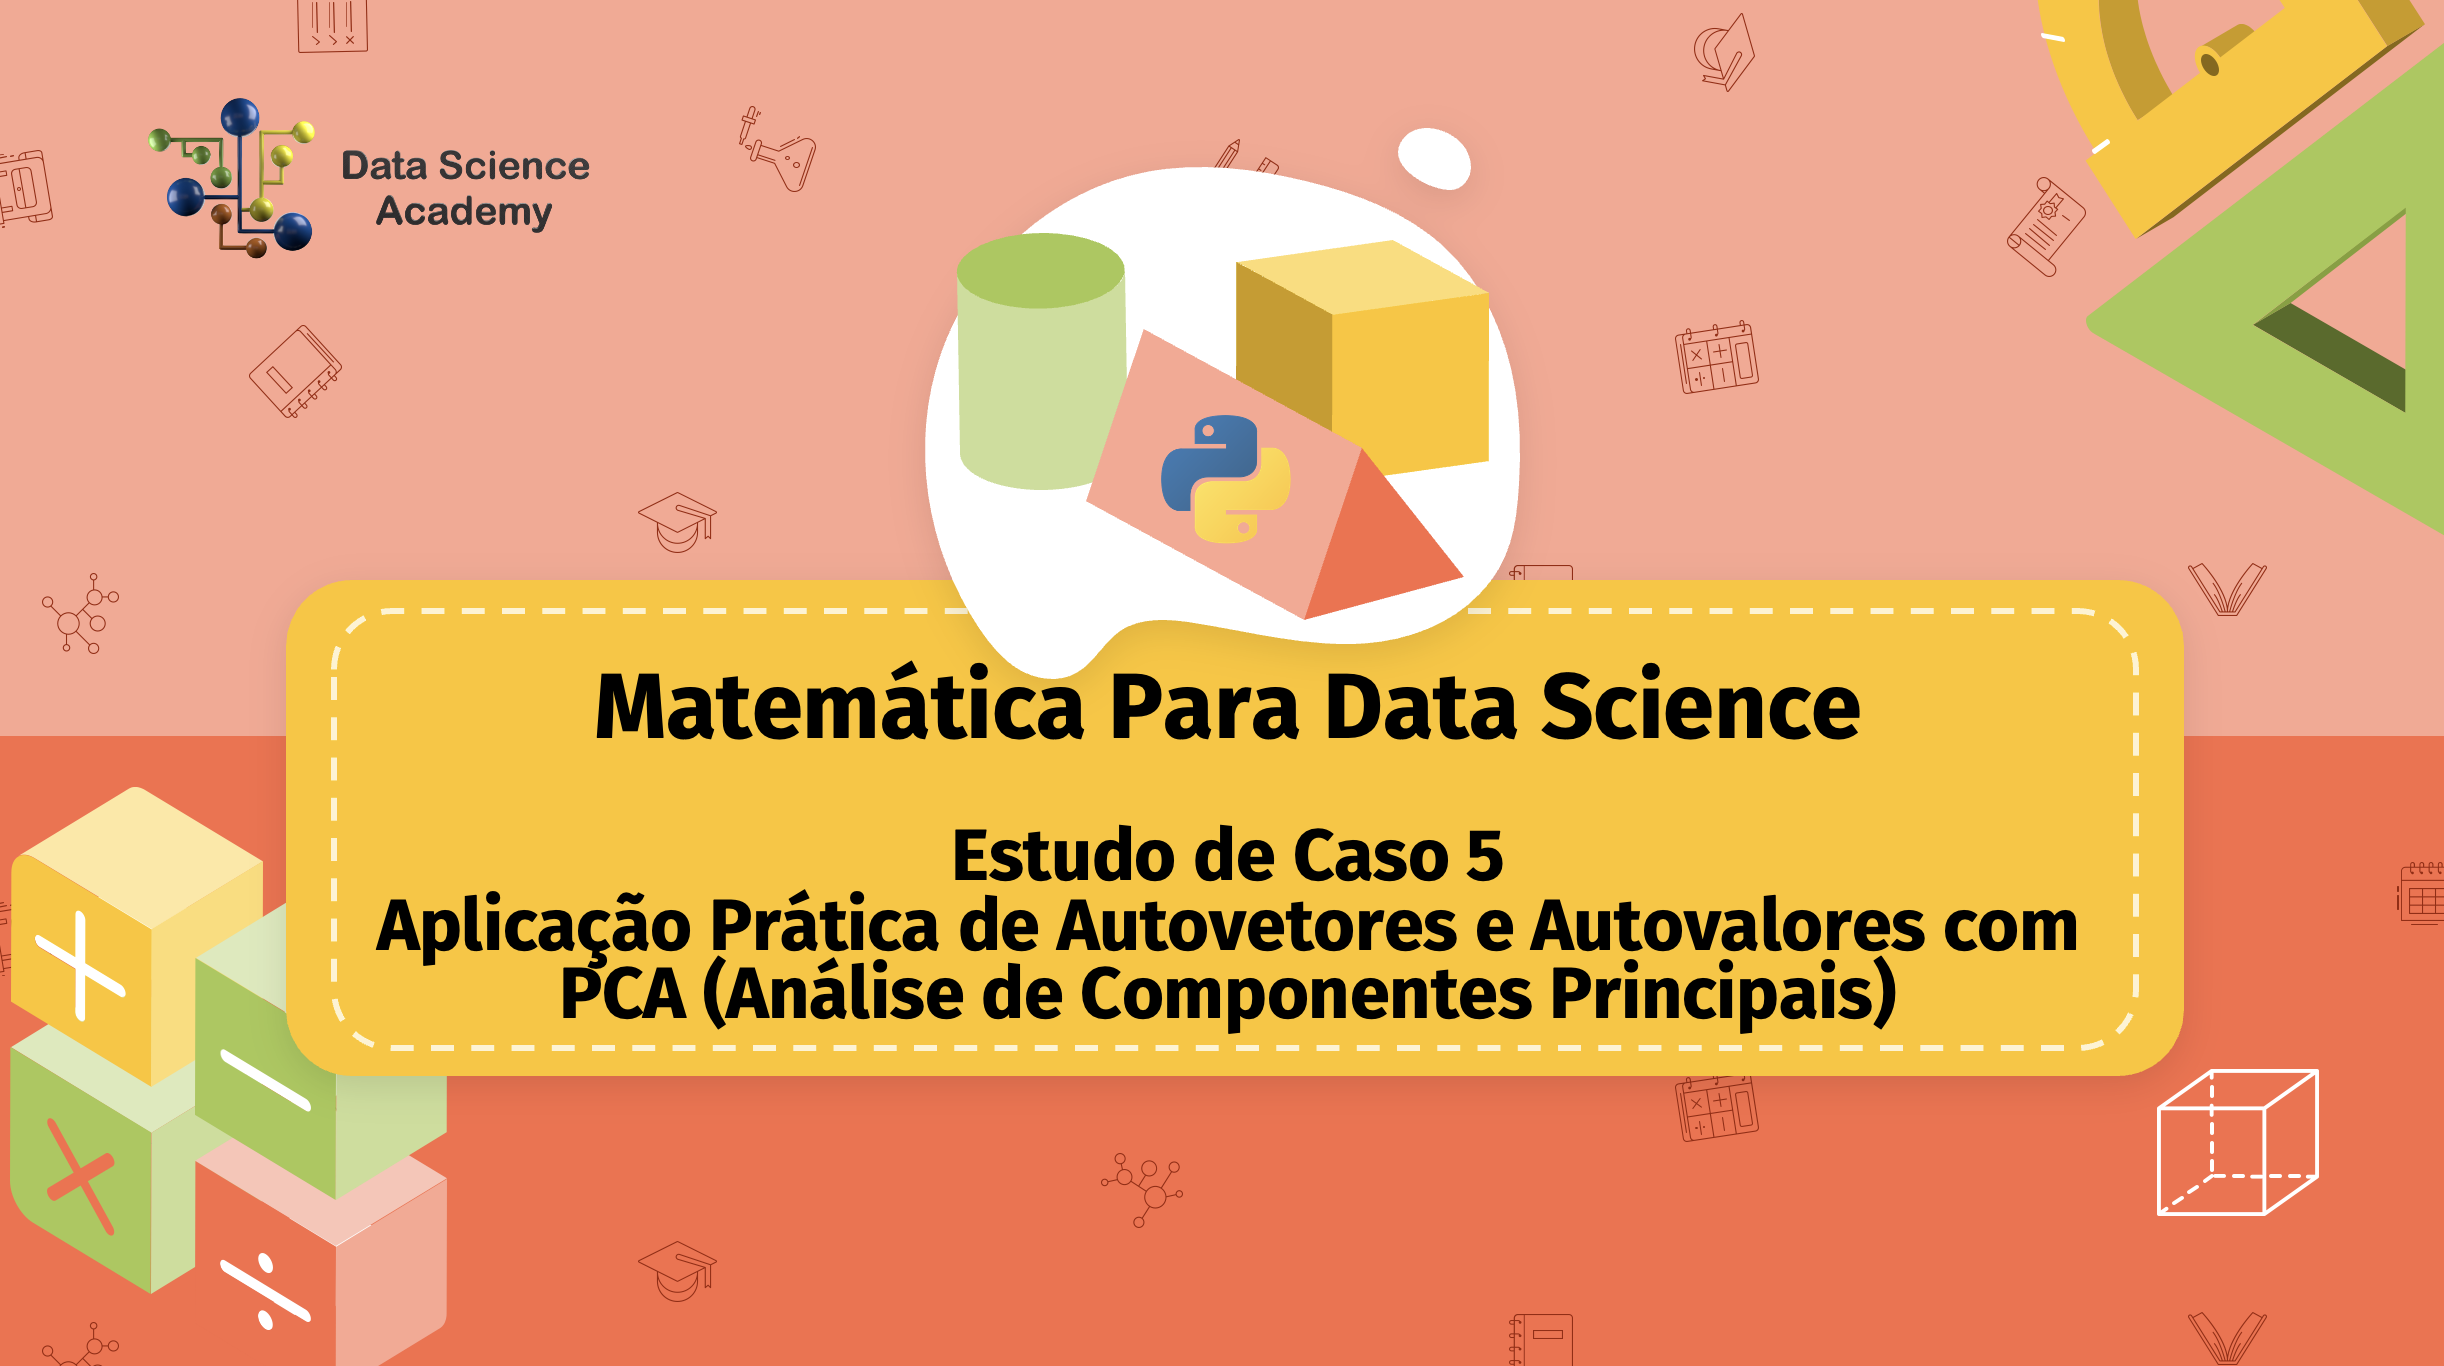 Data Science
Academy
Matemática Para Data Science
Estudo de Caso 5
Aplicação Prática de Autovetores e Autovalores com
PCA (Análise de Componentes Principais)